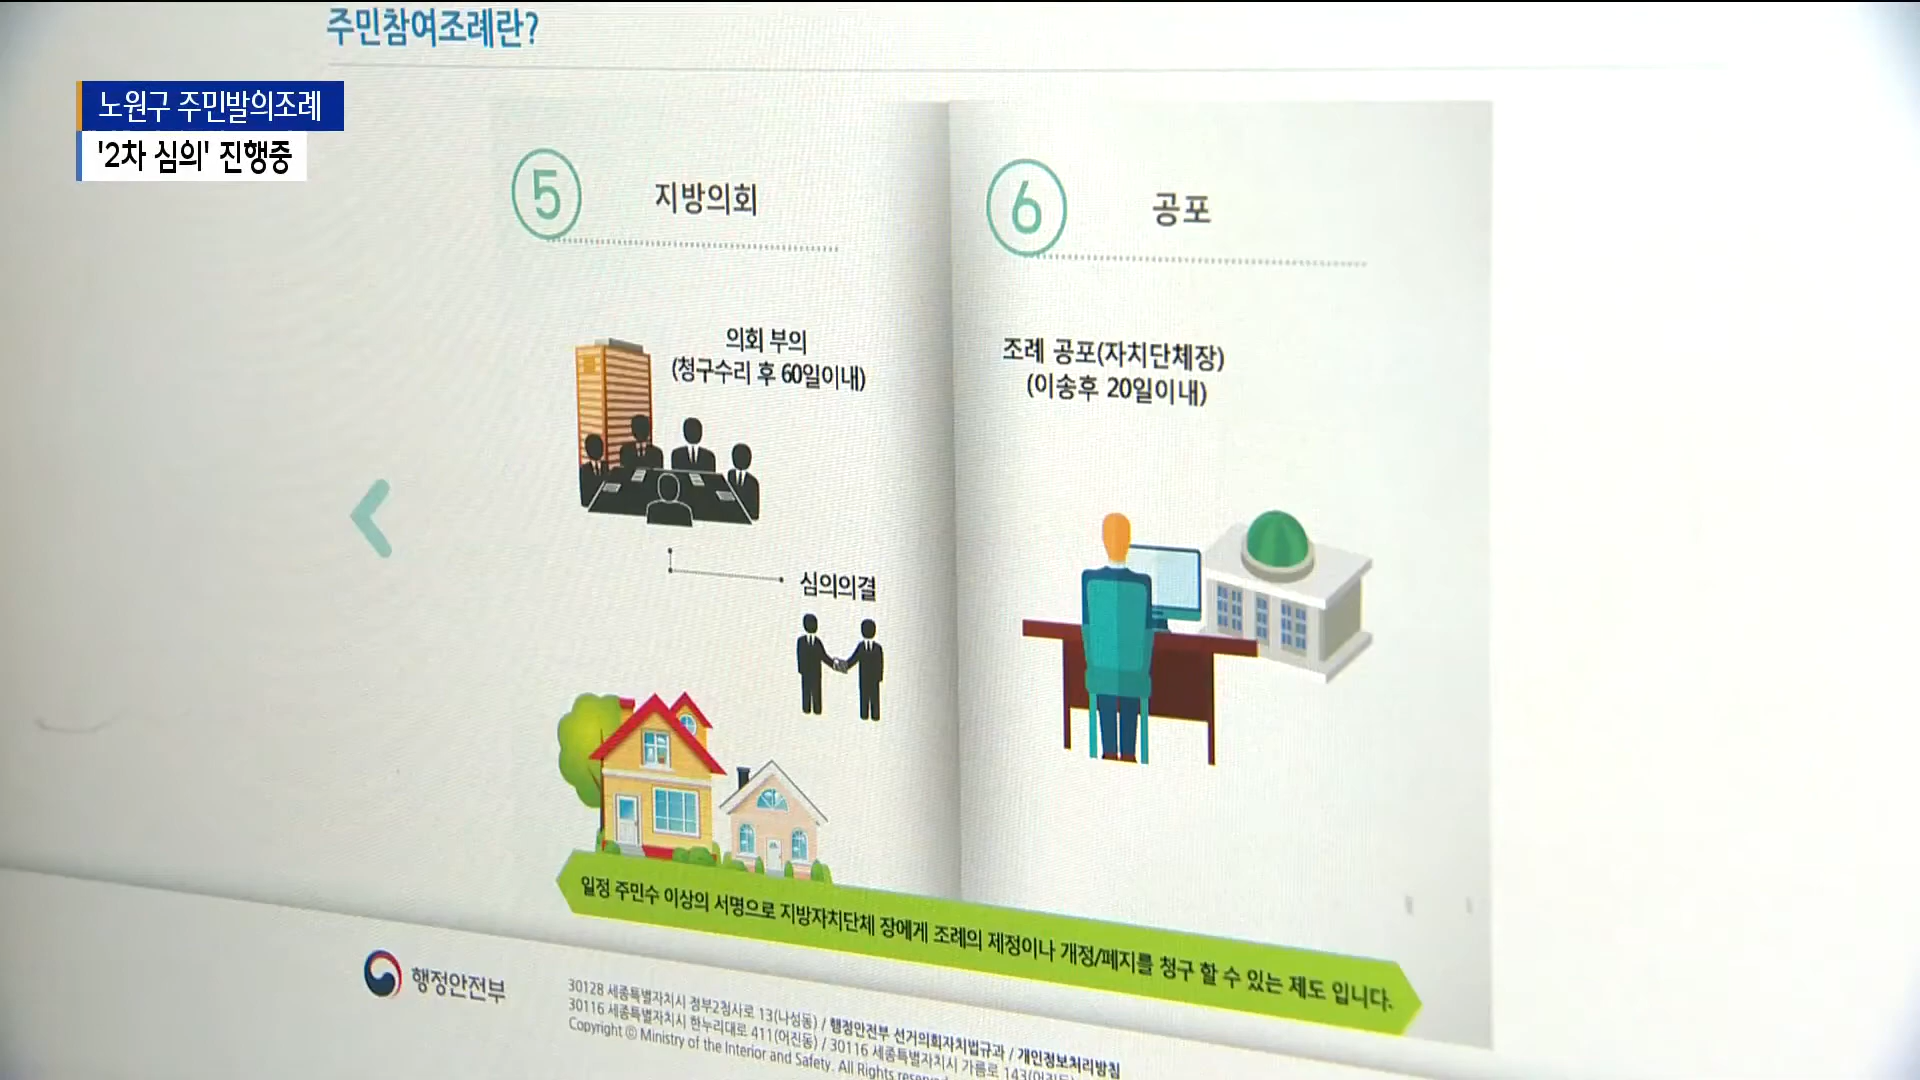 주민참여조례란?
노원구 주민발의조례
'2차 심의' 진행중
5 지방의회
의회 부의
(청구수리 후 60일이내)
심의의결
6 공포
조례 공포(자치단체장)
(이송후 20일이내)
일정 주민수 이상의 서명으로 지방자치단체 장에게 조례의 제정이나 개정/폐지를 청구 할 수 있는 제도 입니다.
행정안전부
30128 세종특별자치시 정부2청사로 13(나성동) / 행정안전부 선거의회자치법규과 / 개인정보처리방침
30116 세종특별자치시 한누리대로 411(어진동) / 30116 세종특별자치시 가름로 143(어진동)
Copyright ⓒ Ministry of the Interior and Safety. All Rights